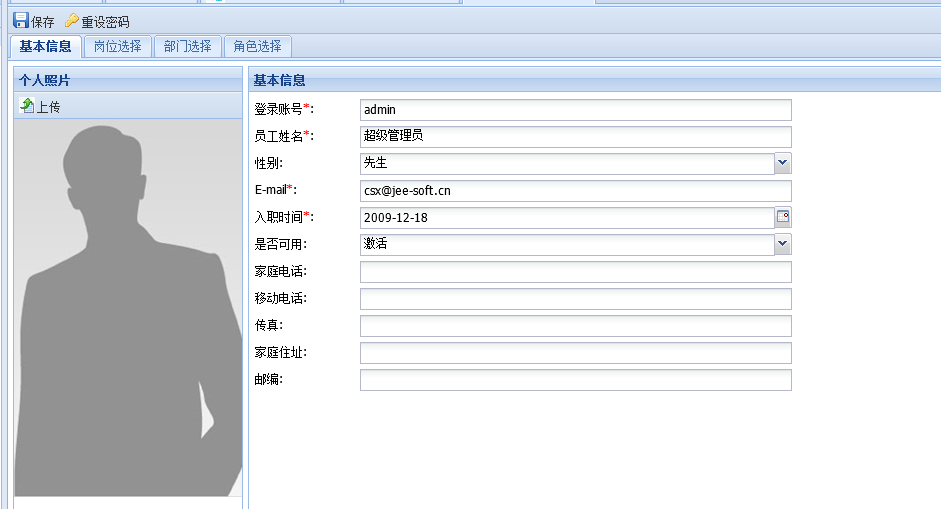 保存 重设密码
基本信息 岗位选择 部门选择 角色选择
个人照片
上传
基本信息
登录账号*: admin
员工姓名*: 超级管理员
性别: 先生
E-mail*: csx@jee-soft.cn
入职时间*: 2009-12-18
是否可用: 激活
家庭电话:
移动电话:
传真:
家庭住址:
邮编: